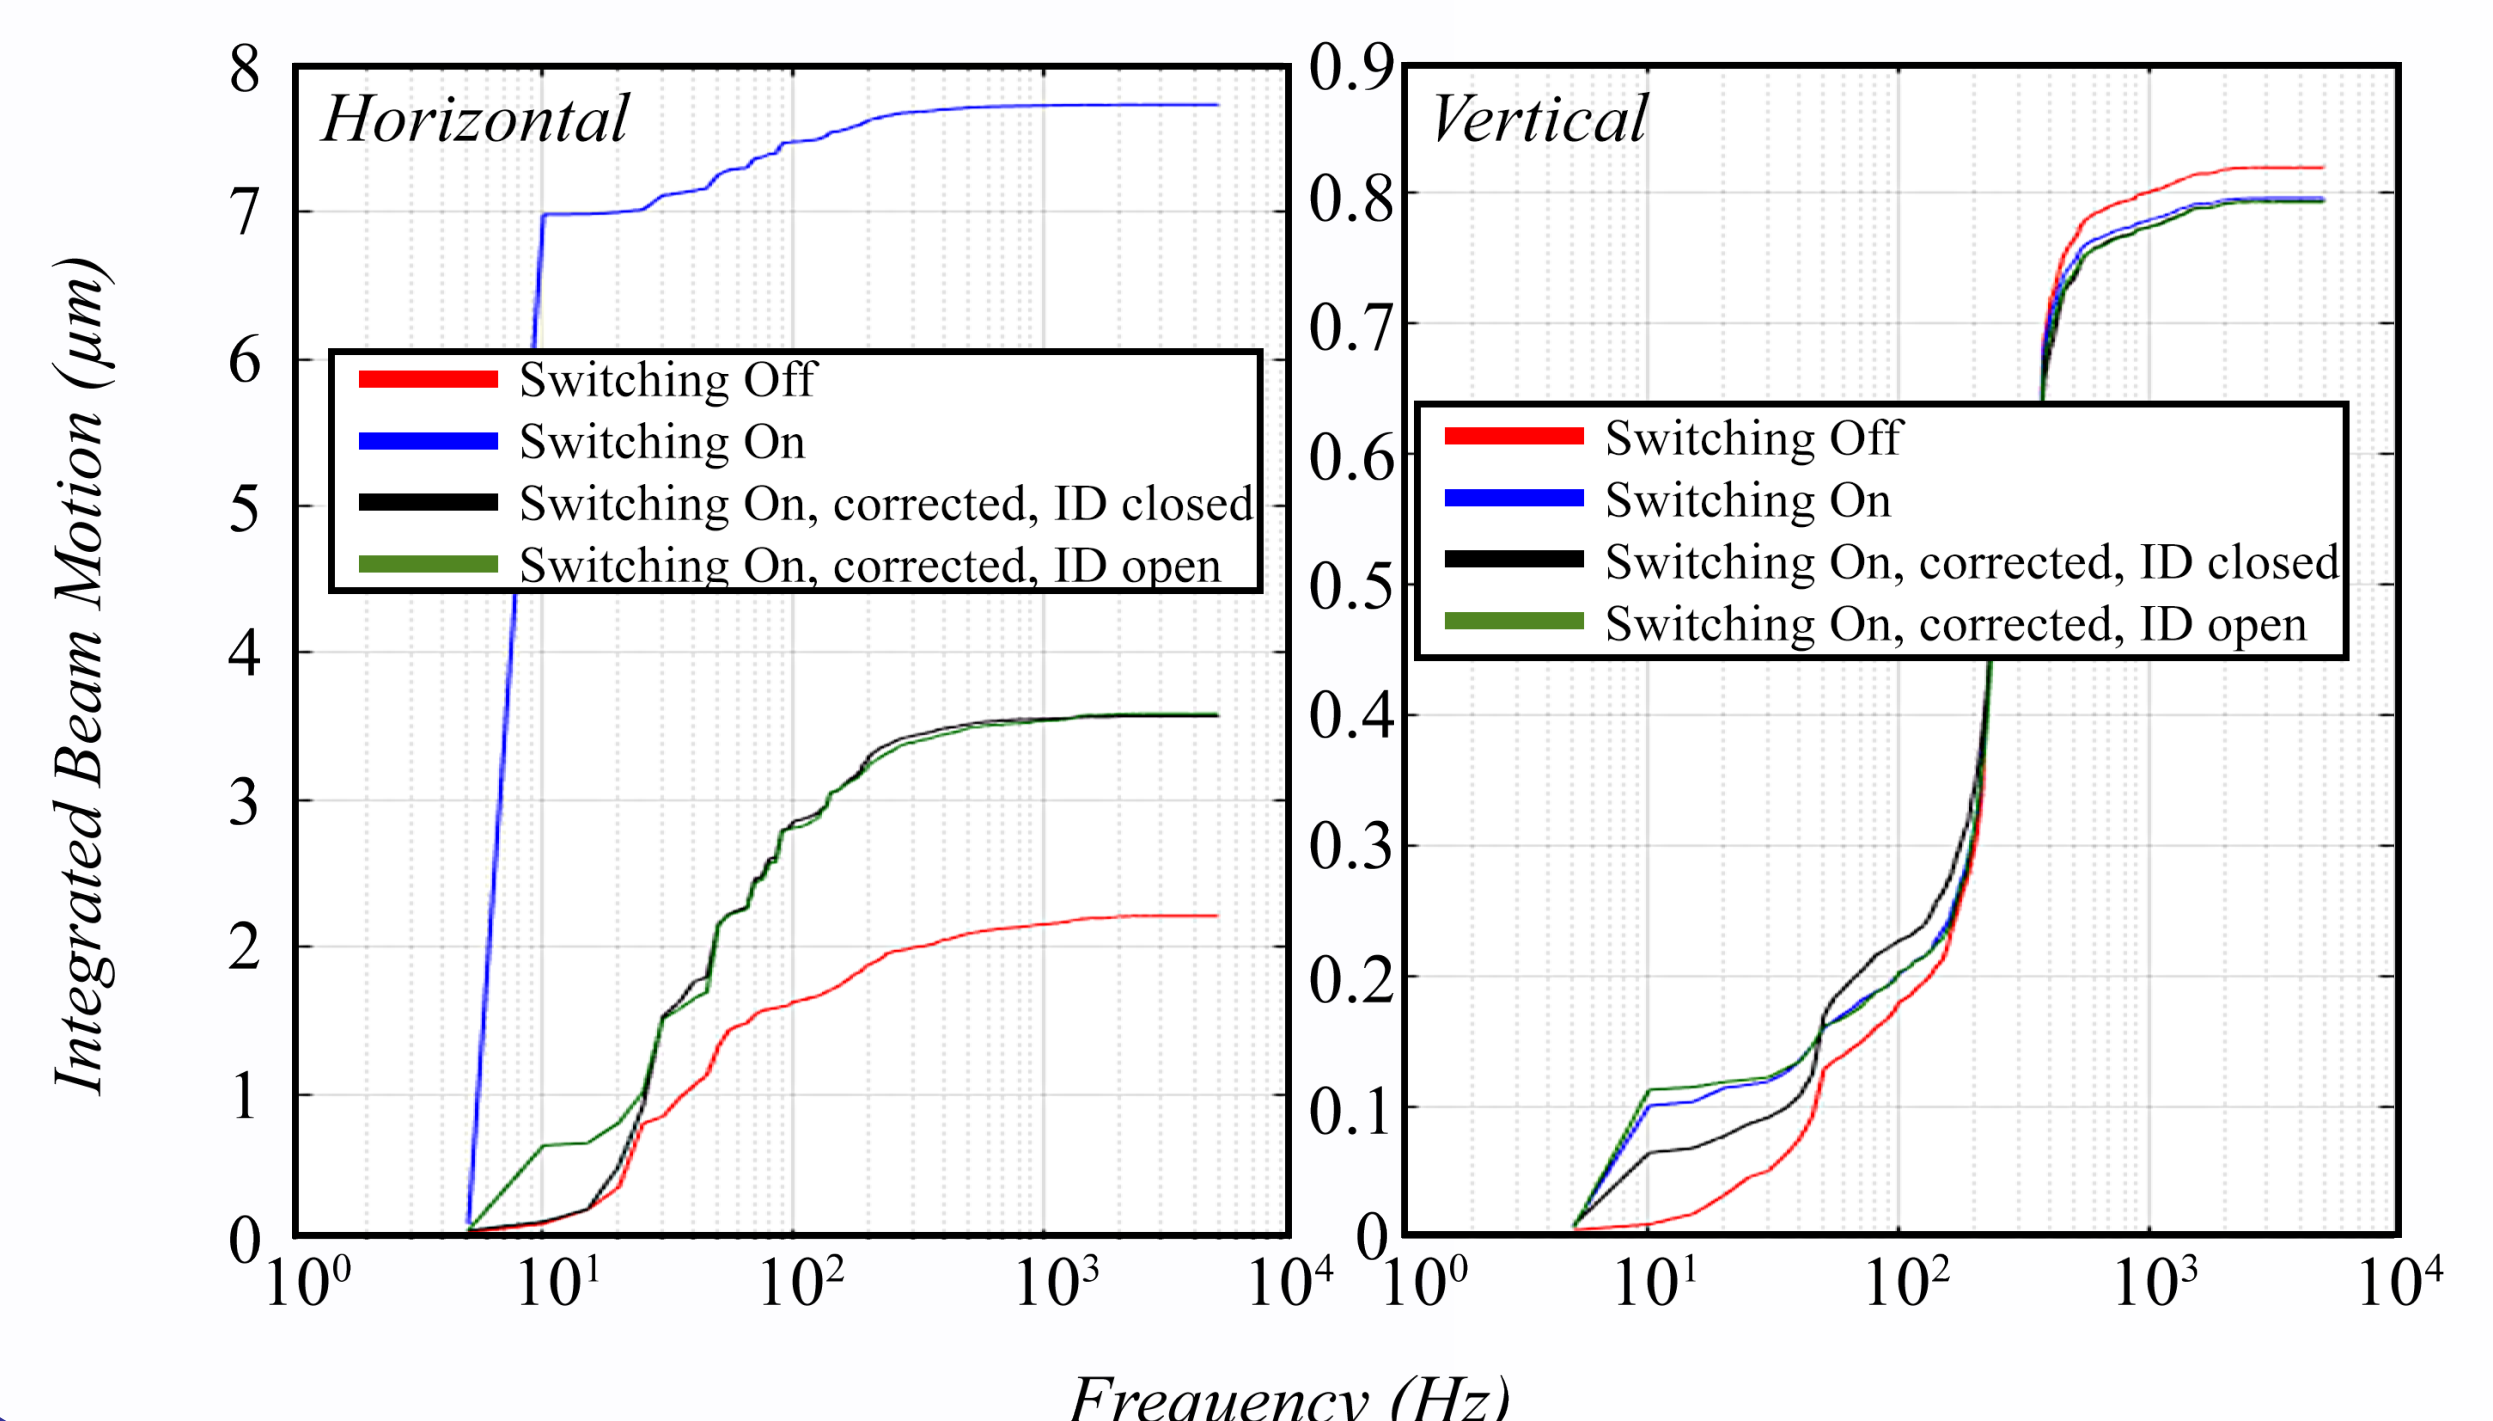 Horizontal
Vertical
Integrated Beam Motion (μm)
8
7
6
5
4
3
2
1
0
Switching Off
Switching On
Switching On, corrected, ID closed
Switching On, corrected, ID open
10⁰ 10¹ 10² 10³ 10⁴
0.9
0.8
0.7
0.6
0.5
0.4
0.3
0.2
0.1
0
Switching Off
Switching On
Switching On, corrected, ID closed
Switching On, corrected, ID open
10⁰ 10¹ 10² 10³ 10⁴
Frequency (Hz)